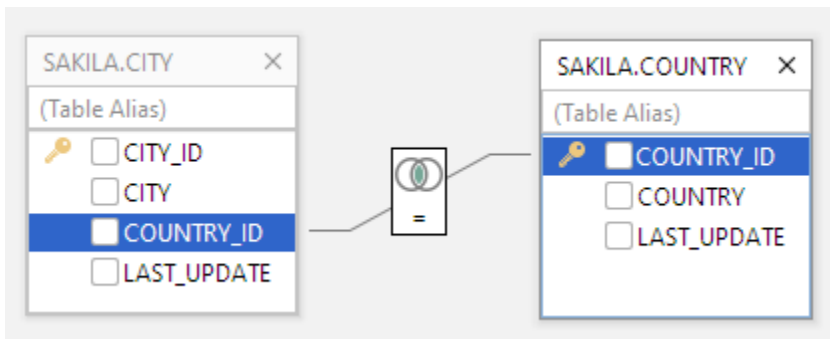 SAKILA.CITY ×
(Table Alias)
CITY_ID
CITY
COUNTRY_ID
LAST_UPDATE
=
SAKILA.COUNTRY ×
(Table Alias)
COUNTRY_ID
COUNTRY
LAST_UPDATE